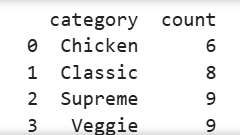 category count
0 Chicken 6
1 Classic 8
2 Supreme 9
3 Veggie 9